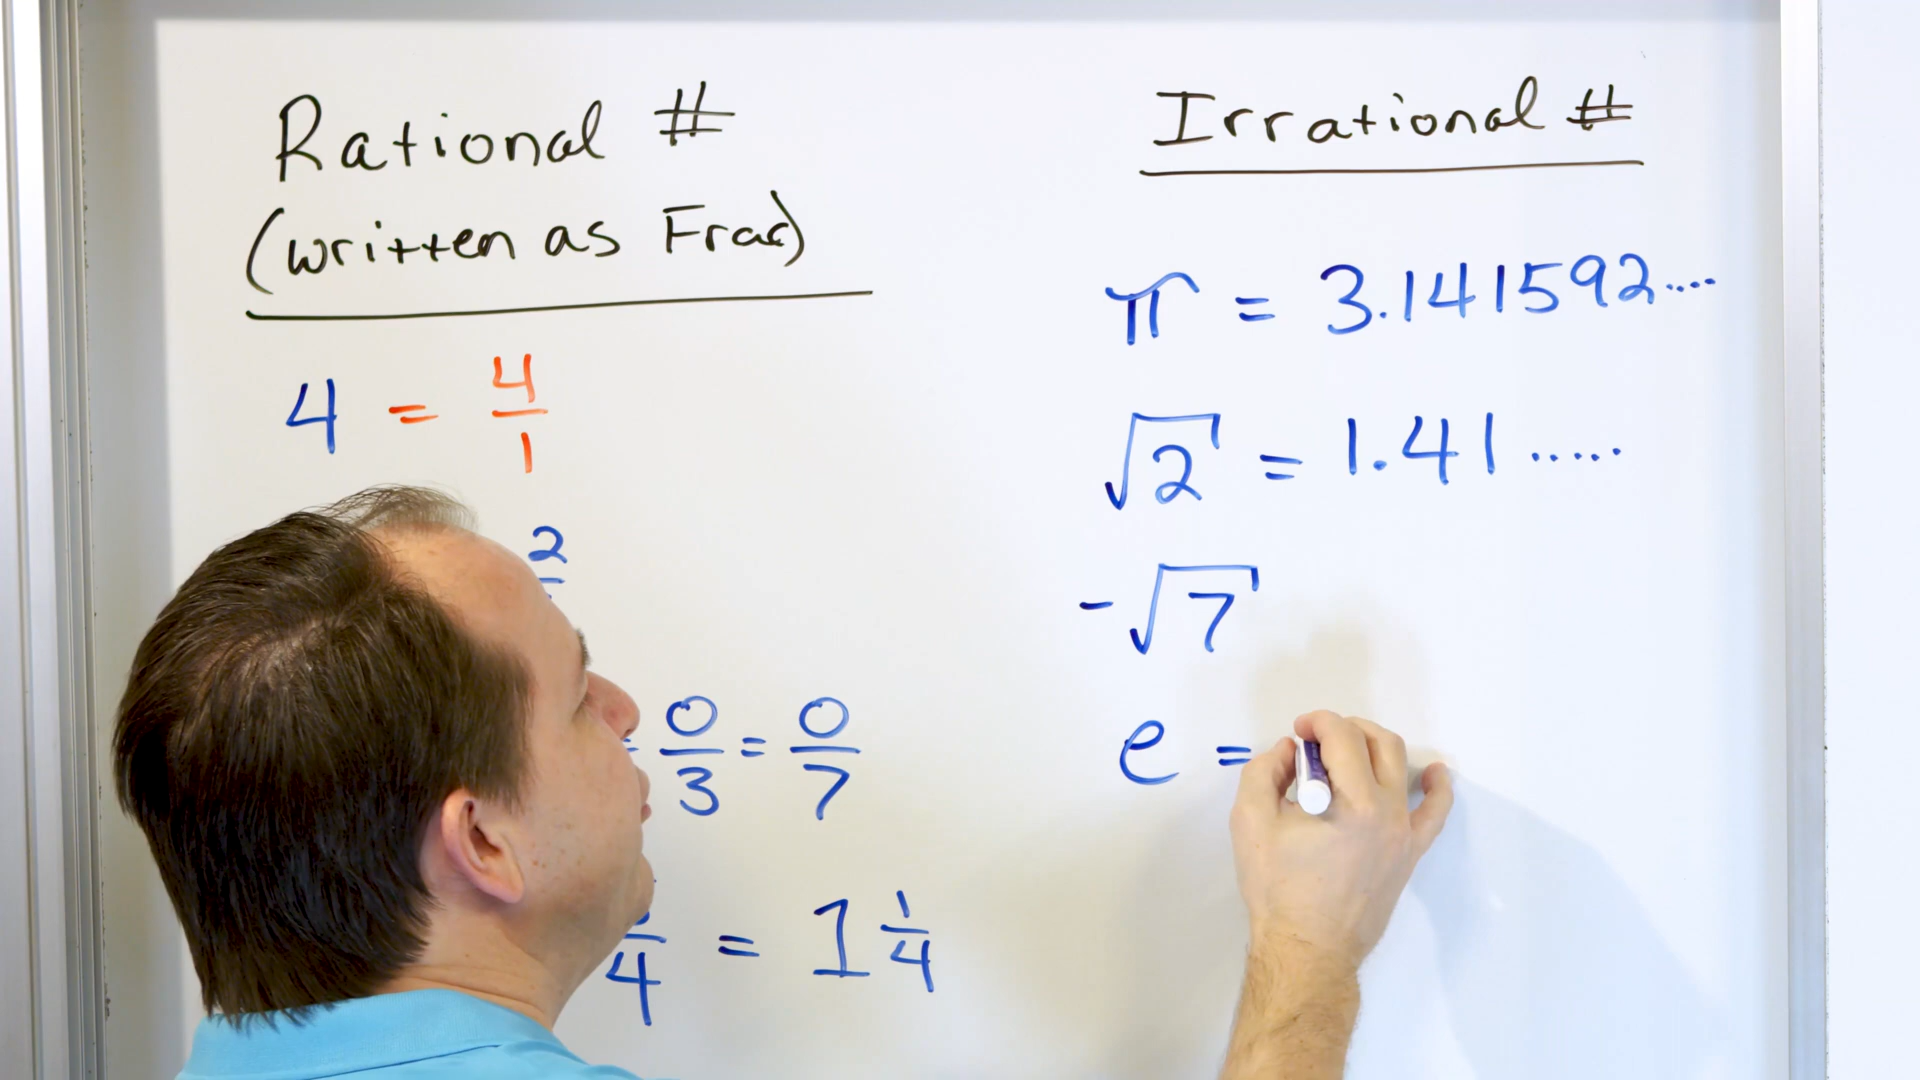 Rational #
(written as Frac)
4 = 4/1
2
= 0/3 = 0/7
/4 = 1 1/4
Irrational #
π = 3.141592....
√2 = 1.41.....
-√7
e =